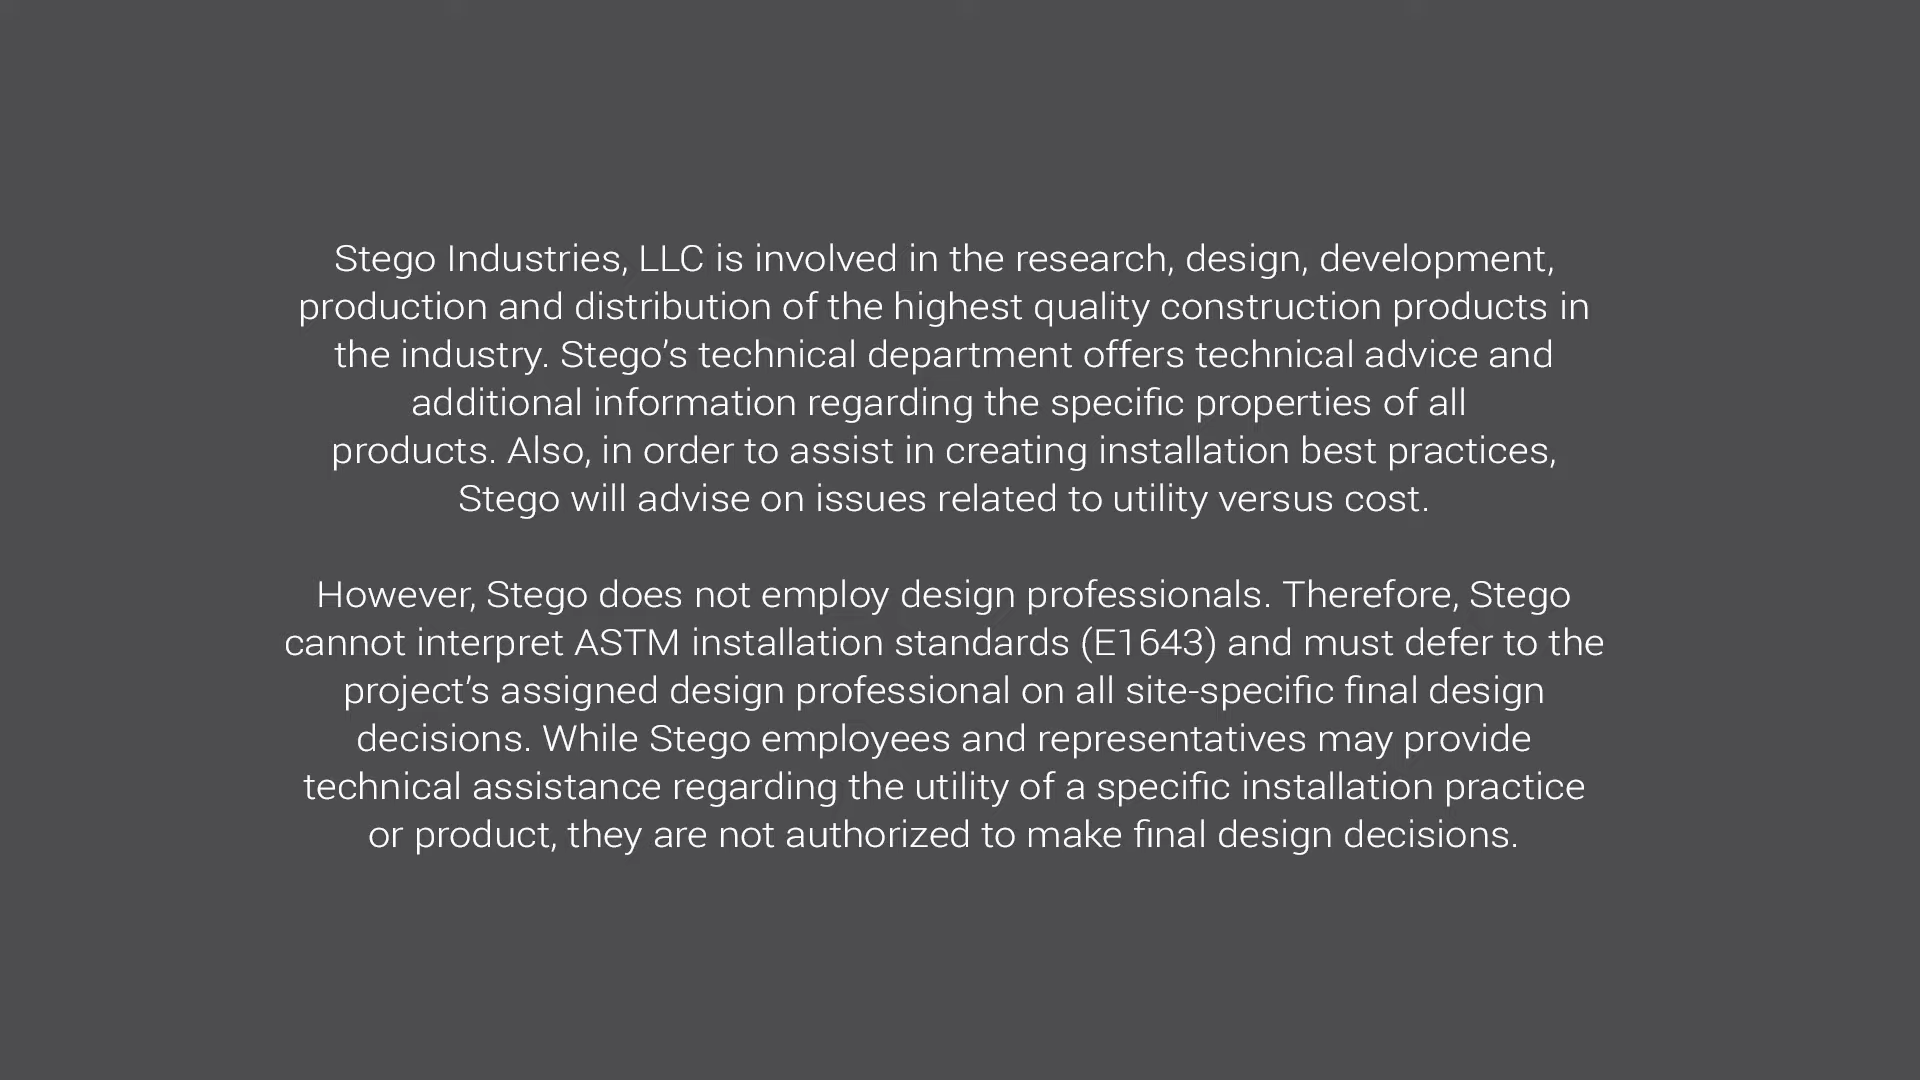 Stego Industries, LLC is involved in the research, design, development,
production and distribution of the highest quality construction products in
the industry. Stego’s technical department offers technical advice and
additional information regarding the specific properties of all
products. Also, in order to assist in creating installation best practices,
Stego will advise on issues related to utility versus cost.
However, Stego does not employ design professionals. Therefore, Stego
cannot interpret ASTM installation standards (E1643) and must defer to the
project’s assigned design professional on all site-specific final design
decisions. While Stego employees and representatives may provide
technical assistance regarding the utility of a specific installation practice
or product, they are not authorized to make final design decisions.